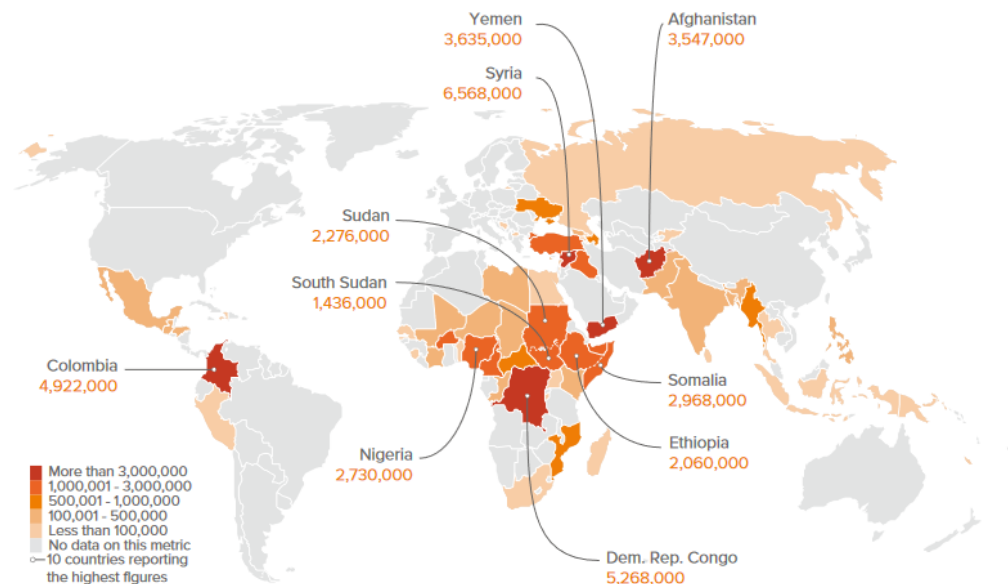 Yemen
3,635,000
Afghanistan
3,547,000
Syria
6,568,000
Sudan
2,276,000
South Sudan
1,436,000
Colombia
4,922,000
Somalia
2,968,000
Nigeria
2,730,000
Ethiopia
2,060,000
Dem. Rep. Congo
5,268,000
More than 3,000,000
1,000,001 - 3,000,000
500,001 - 1,000,000
100,001 - 500,000
Less than 100,000
No data on this metric
10 countries reporting
the highest figures